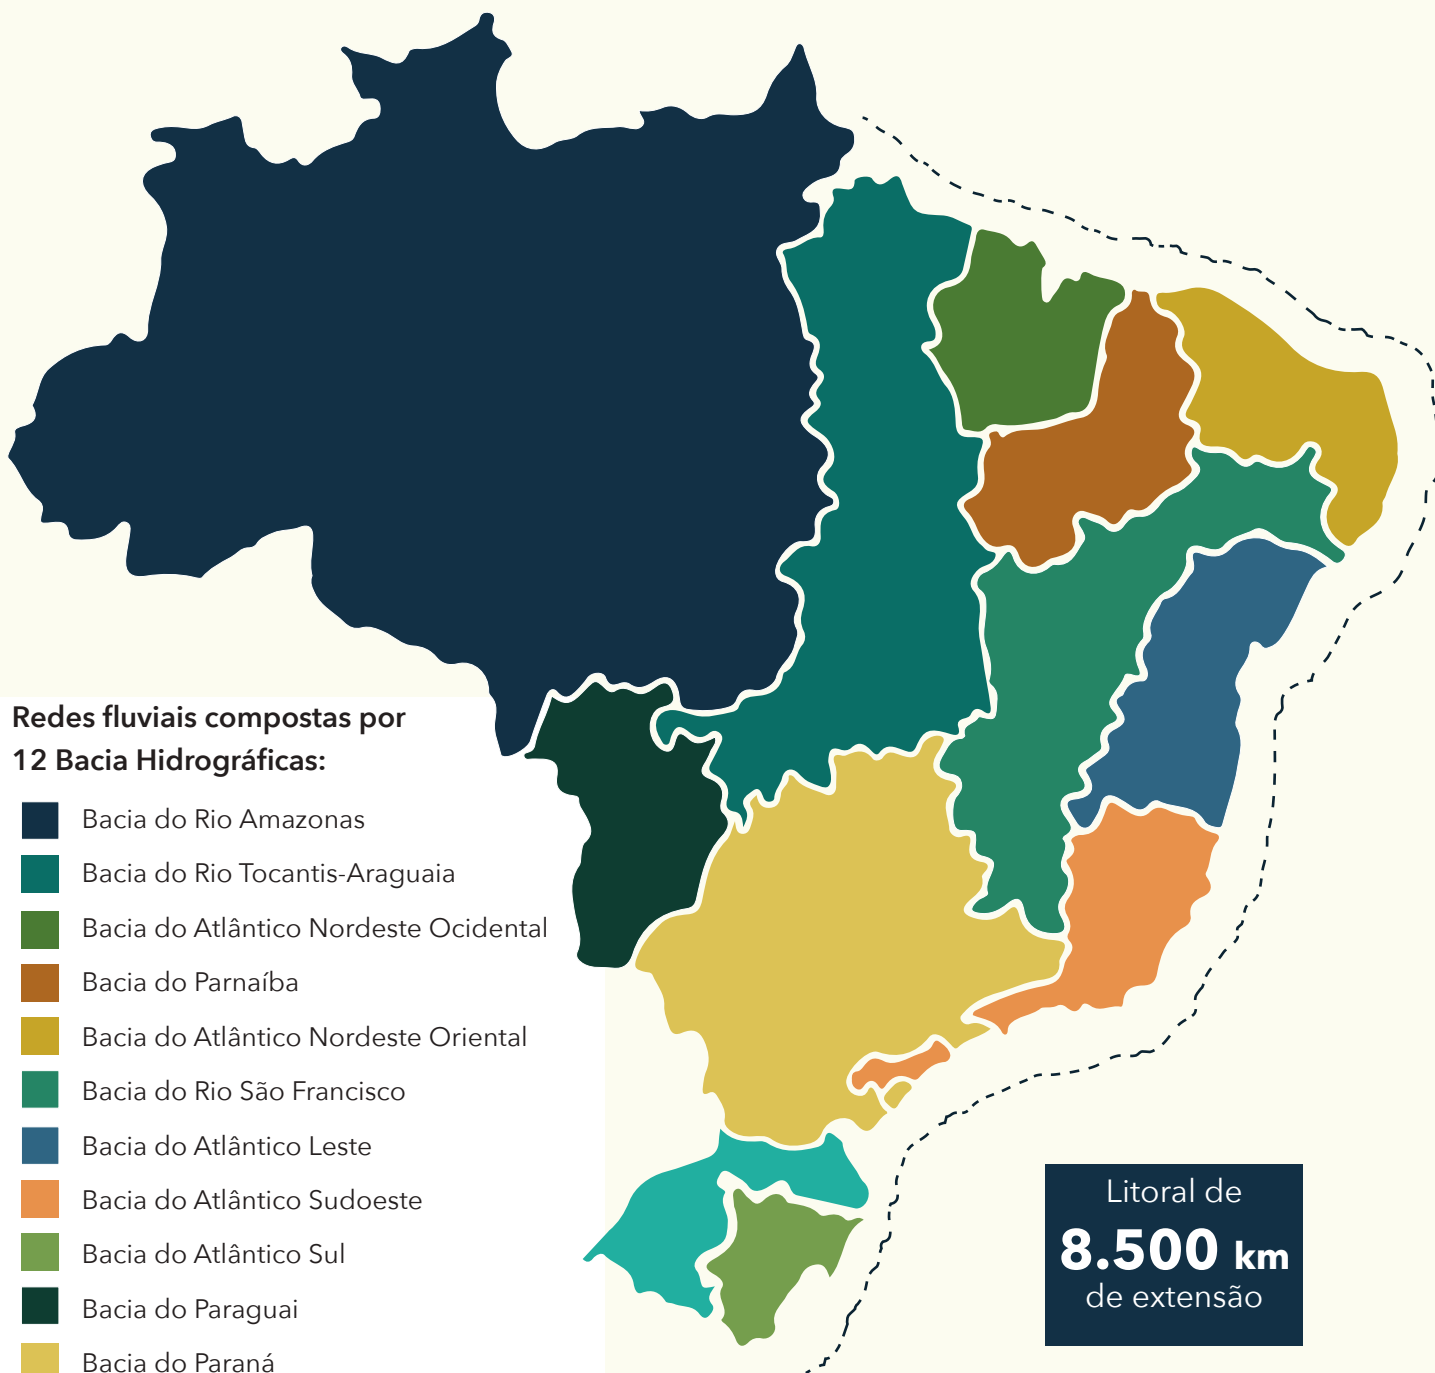 Redes fluviais compostas por
12 Bacia Hidrográficas:
Bacia do Rio Amazonas
Bacia do Rio Tocantis-Araguaia
Bacia do Atlântico Nordeste Ocidental
Bacia do Parnaíba
Bacia do Atlântico Nordeste Oriental
Bacia do Rio São Francisco
Bacia do Atlântico Leste
Bacia do Atlântico Sudoeste
Bacia do Atlântico Sul
Bacia do Paraguai
Bacia do Paraná
Litoral de
8.500 km
de extensão